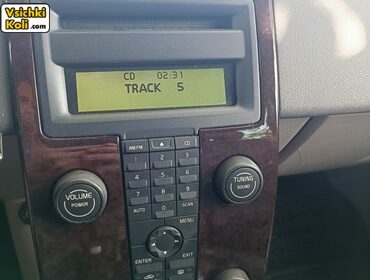 Vsichki
Koli.com
CD 02:31
TRACK 5
AM/FM CD
1 2 3
4 5 6
7 8 9
AUTO 0 SCAN
MENU
VOLUME
POWER
TUNING
SOUND
ENTER EXIT